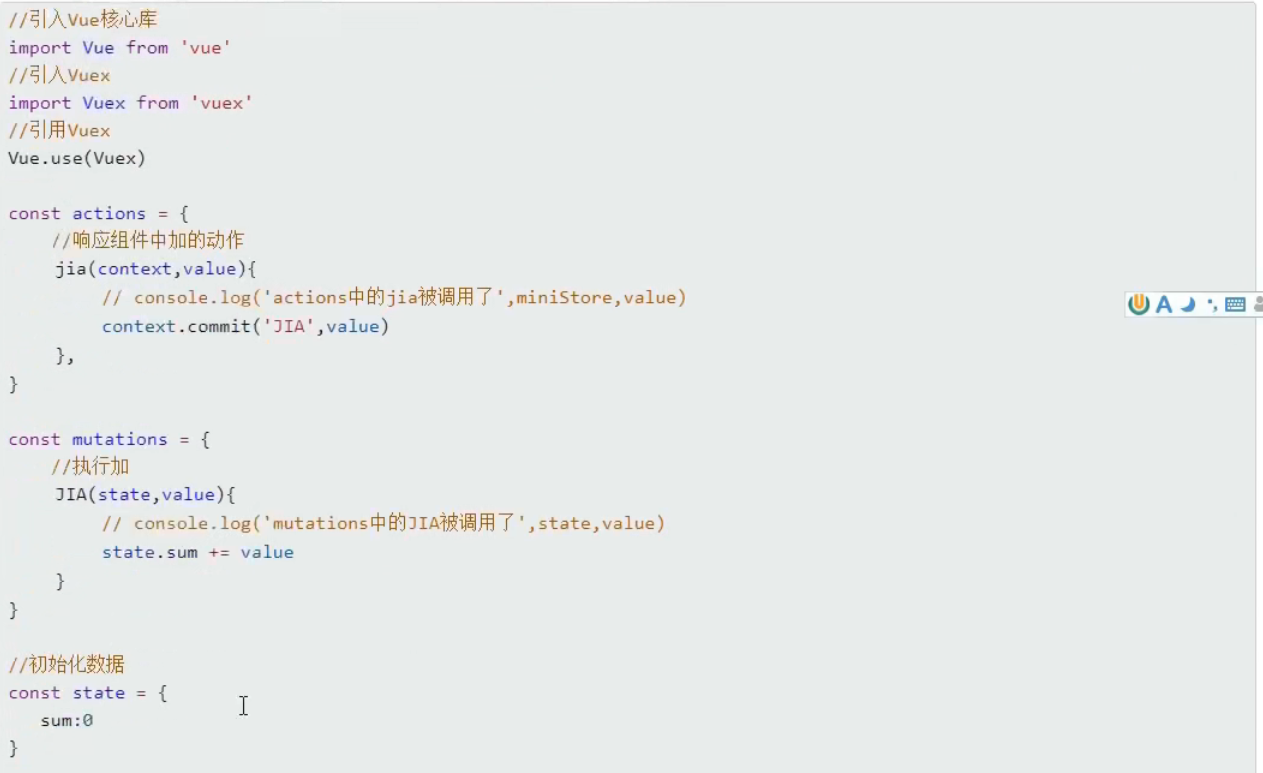 //引入Vue核心库
import Vue from 'vue'
//引入Vuex
import Vuex from 'vuex'
//引用Vuex
Vue.use(Vuex)
const actions = {
    //响应组件中加的动作
    jia(context,value){
        // console.log('actions中的jia被调用了',miniStore,value)
        context.commit('JIA',value)
    },
}
const mutations = {
    //执行加
    JIA(state,value){
        // console.log('mutations中的JIA被调用了',state,value)
        state.sum += value
    }
}
//初始化数据
const state = {
   sum:0
}
A